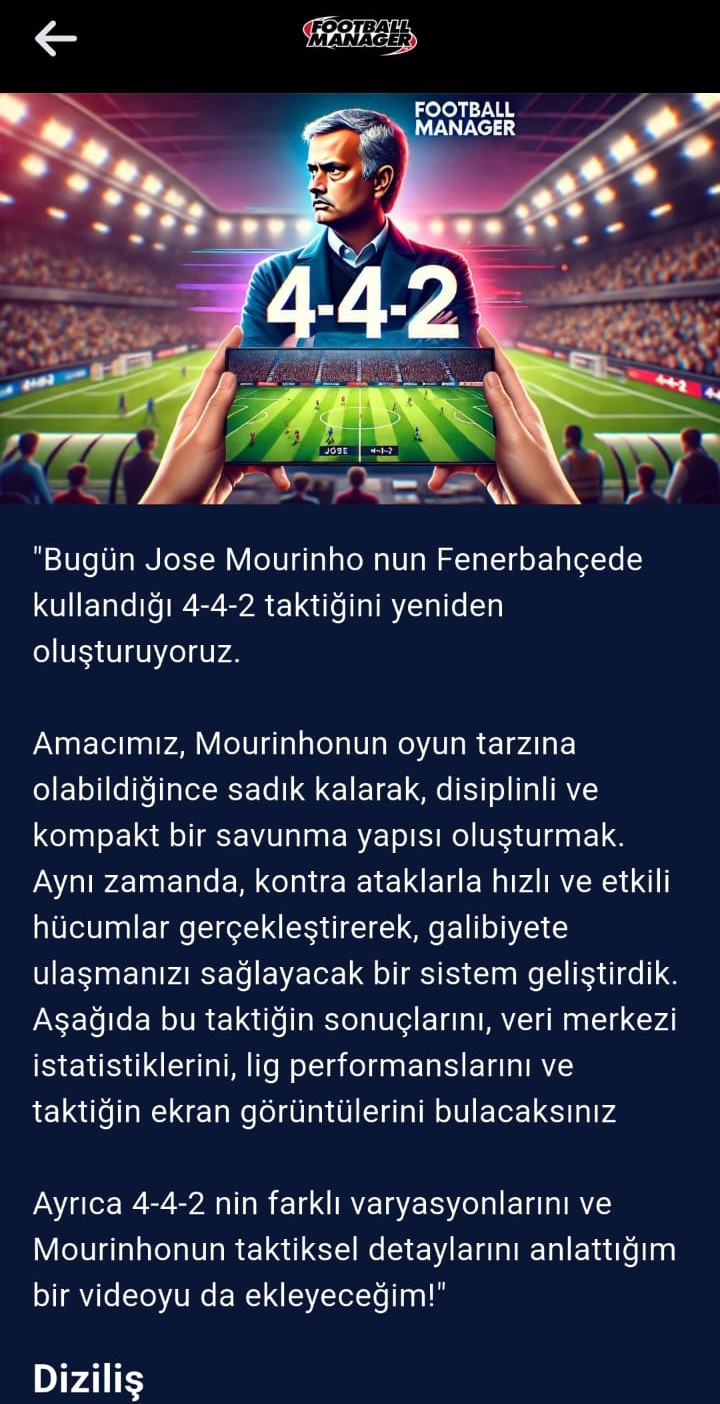 FOOTBALL
MANAGER
FOOTBALL
MANAGER
4-4-2
4-4-2
JOSE
"Bugün Jose Mourinho nun Fenerbahçede
kullandığı 4-4-2 taktiğini yeniden
oluşturuyoruz.
Amacımız, Mourinhonun oyun tarzına
olabildiğince sadık kalarak, disiplinli ve
kompakt bir savunma yapısı oluşturmak.
Aynı zamanda, kontra ataklarla hızlı ve etkili
hücumlar gerçekleştirerek, galibiyete
ulaşmanızı sağlayacak bir sistem geliştirdik.
Aşağıda bu taktiğin sonuçlarını, veri merkezi
istatistiklerini, lig performanslarını ve
taktiğin ekran görüntülerini bulacaksınız
Ayrıca 4-4-2 nin farklı varyasyonlarını ve
Mourinhonun taktiksel detaylarını anlattığım
bir videoyu da ekleyeceğim!"
Diziliş